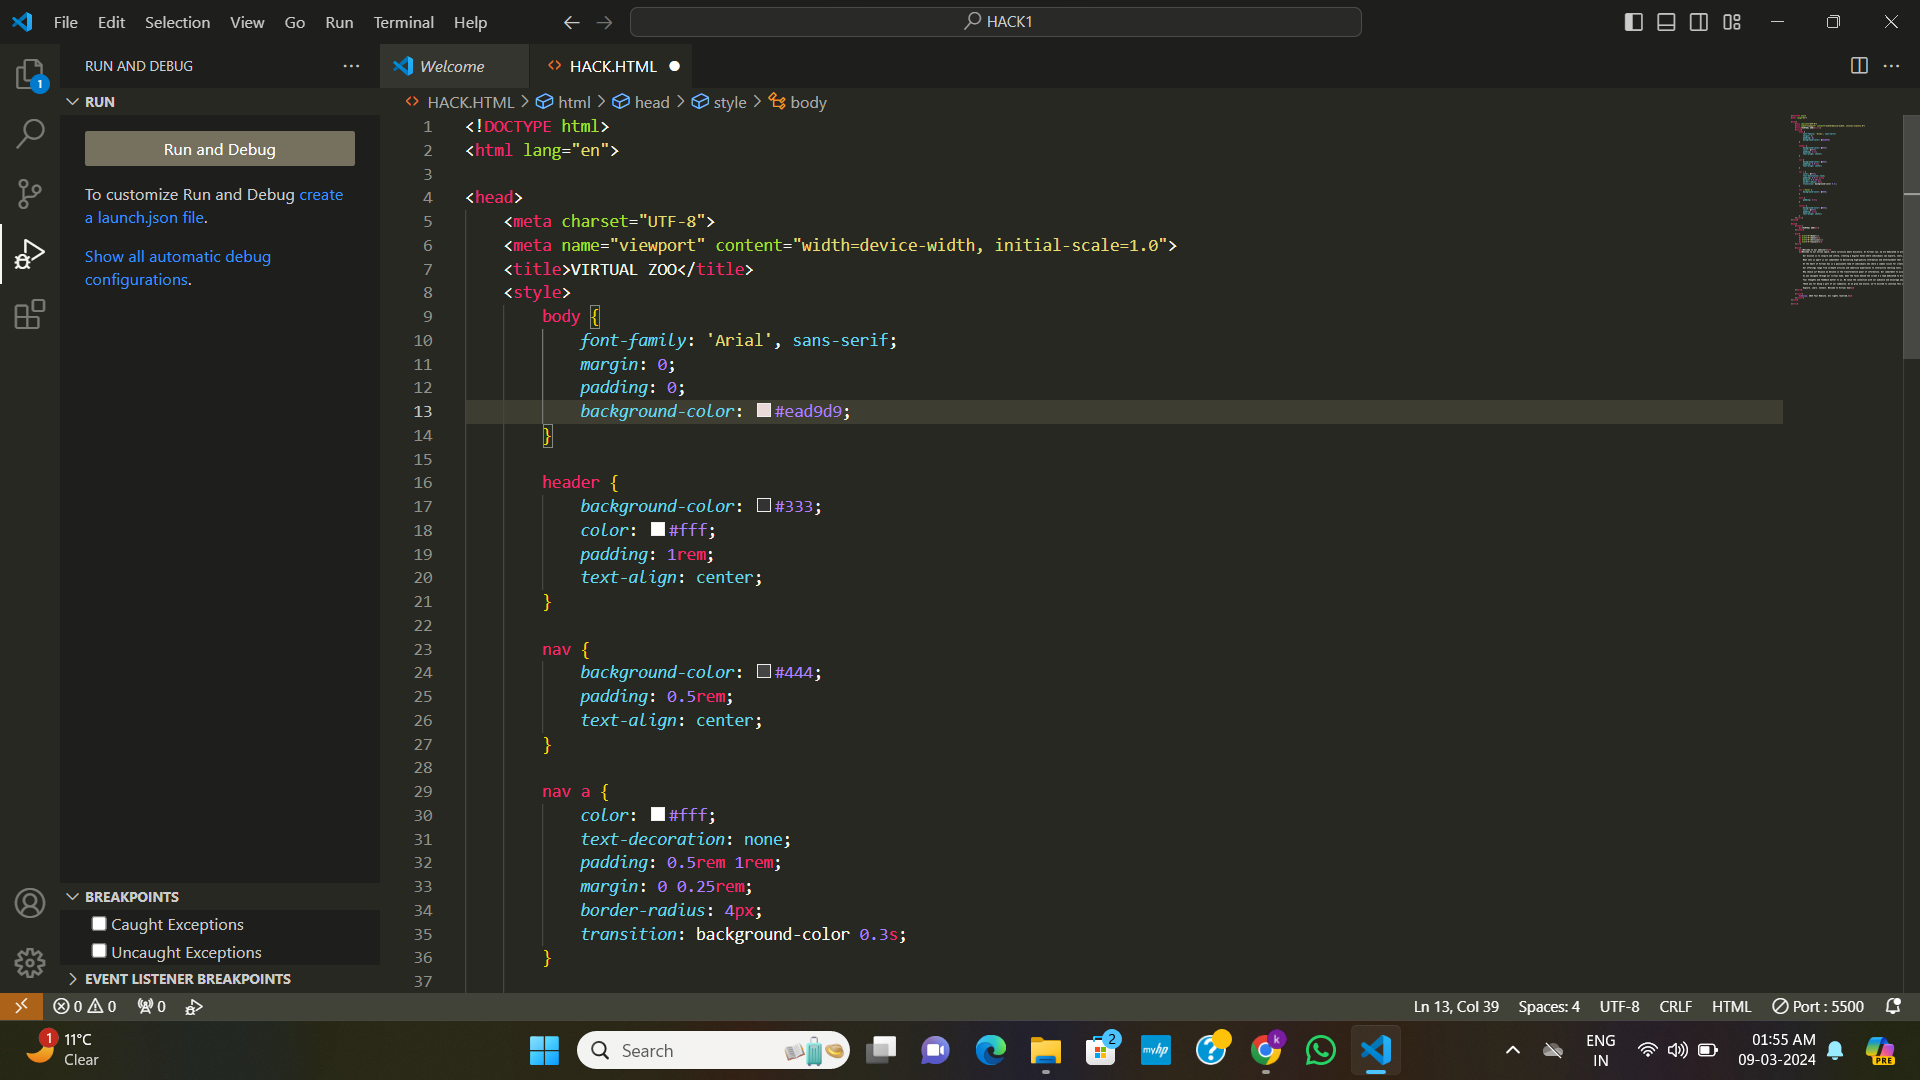 File Edit Selection View Go Run Terminal Help
HACK1
RUN AND DEBUG
Welcome
HACK.HTML
RUN
HACK.HTML > html > head > style > body
Run and Debug
To customize Run and Debug create
a launch.json file.
Show all automatic debug
configurations.
1 <!DOCTYPE html>
2 <html lang="en">
3
4 <head>
5 <meta charset="UTF-8">
6 <meta name="viewport" content="width=device-width, initial-scale=1.0">
7 <title>VIRTUAL ZOO</title>
8 <style>
9 body {
10 font-family: 'Arial', sans-serif;
11 margin: 0;
12 padding: 0;
13 background-color: #ead9d9;
14 }
15
16 header {
17 background-color: #333;
18 color: #fff;
19 padding: 1rem;
20 text-align: center;
21 }
22
23 nav {
24 background-color: #444;
25 padding: 0.5rem;
26 text-align: center;
27 }
28
29 nav a {
30 color: #fff;
31 text-decoration: none;
32 padding: 0.5rem 1rem;
33 margin: 0 0.25rem;
34 border-radius: 4px;
35 transition: background-color 0.3s;
36 }
37
1
BREAKPOINTS
Caught Exceptions
Uncaught Exceptions
EVENT LISTENER BREAKPOINTS
0 0 0
Ln 13, Col 39 Spaces: 4 UTF-8 CRLF HTML Port : 5500
1
11°C
Clear
Search
2
myhp
?
k
ENG
IN
01:55 AM
09-03-2024
PRE